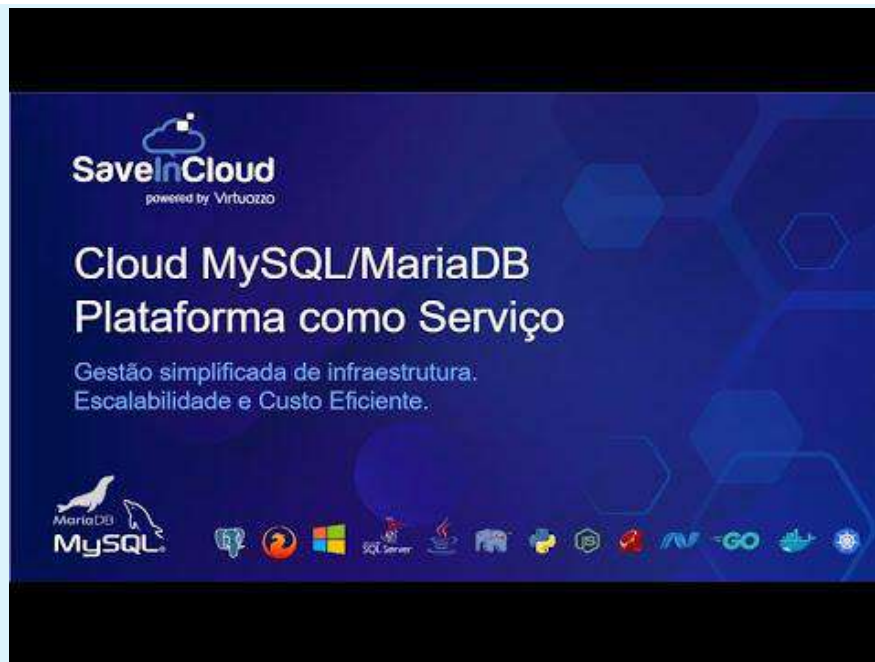 SaveInCloud
powered by Virtuozzo
Cloud MySQL/MariaDB
Plataforma como Serviço
Gestão simplificada de infraestrutura.
Escalabilidade e Custo Eficiente.
MariaDB
MySQL
SQL Server
JS
GO